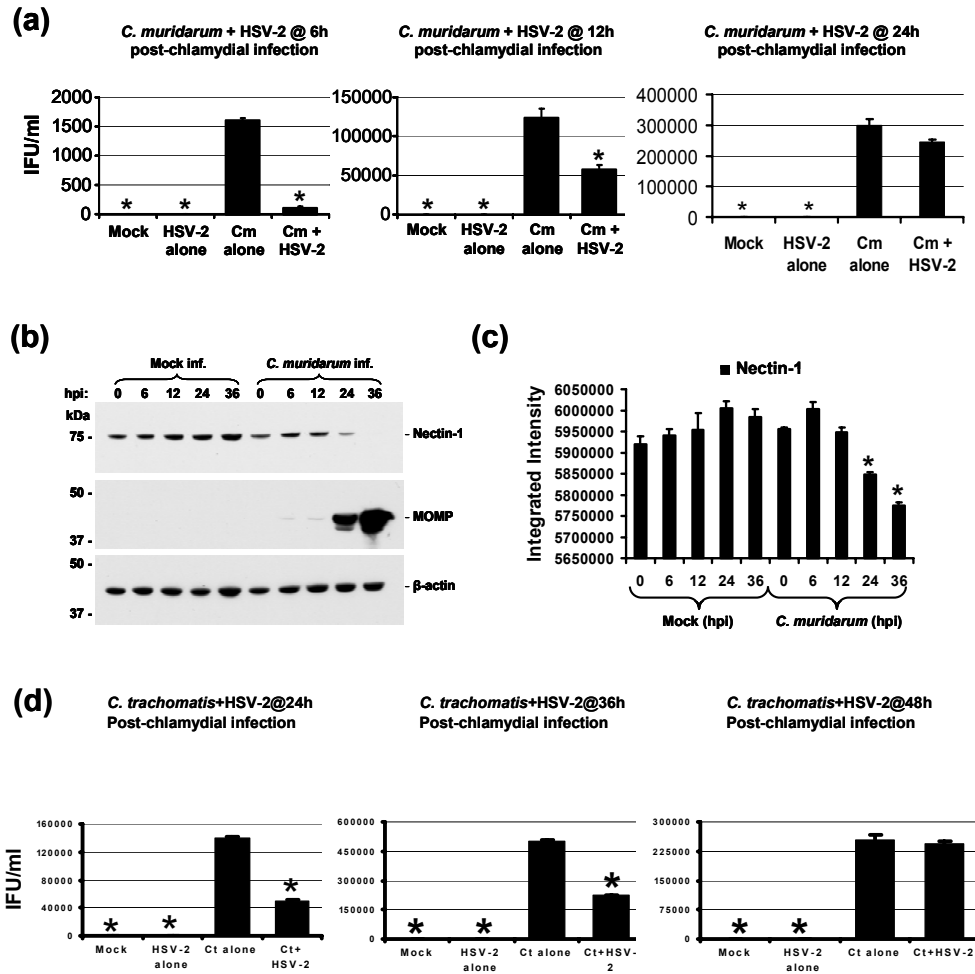 (a)
C. muridarum + HSV-2 @ 6h
post-chlamydial infection
C. muridarum + HSV-2 @ 12h
post-chlamydial infection
C. muridarum + HSV-2 @ 24h
post-chlamydial infection
IFU/ml
2000
1500
1000
500
0
* * *
Mock
HSV-2
alone
Cm
alone
Cm +
HSV-2
150000
100000
50000
0
* * *
Mock
HSV-2
alone
Cm
alone
Cm +
HSV-2
400000
300000
200000
100000
0
* *
Mock
HSV-2
alone
Cm
alone
Cm +
HSV-2
(b)
Mock inf.
C. muridarum inf.
hpi: 0 6 12 24 36 0 6 12 24 36
kDa
75 -
- Nectin-1
50 -
- MOMP
37 -
50 -
- β-actin
37 -
(c)
■ Nectin-1
Integrated Intensity
6050000
6000000
5950000
5900000
5850000
5800000
5750000
5700000
5650000
* *
0 6 12 24 36 0 6 12 24 36
Mock (hpi)
C. muridarum (hpi)
(d)
C. trachomatis+HSV-2@24h
Post-chlamydial infection
C. trachomatis+HSV-2@36h
Post-chlamydial infection
C. trachomatis+HSV-2@48h
Post-chlamydial infection
IFU/ml
160000
120000
80000
40000
0
* * *
Mock
HSV-2
alone
Ct alone
Ct+
HSV-2
600000
450000
300000
150000
0
* * *
Mock
HSV-2
alone
Ct alone
Ct+HSV-
2
300000
225000
150000
75000
0
* *
Mock
HSV-2
alone
Ct alone
Ct+HSV-2